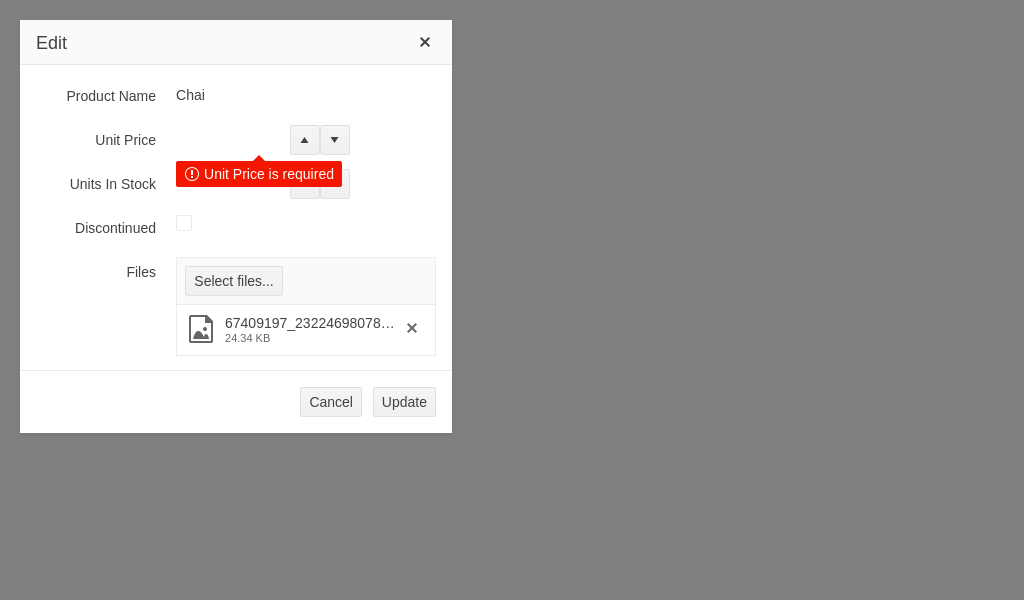 Edit
Product Name Chai
Unit Price
Unit Price is required
Units In Stock
Discontinued
Files
Select files...
67409197_23224698078…
24.34 KB
Cancel Update